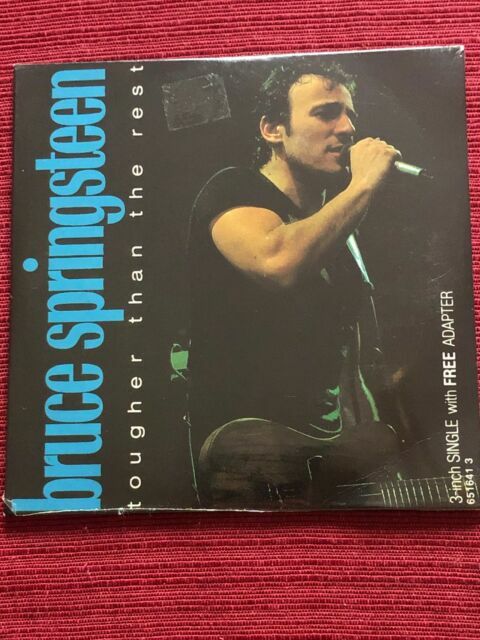 bruce springsteen
tougher than the rest
3-inch SINGLE with FREE ADAPTER
651641 3